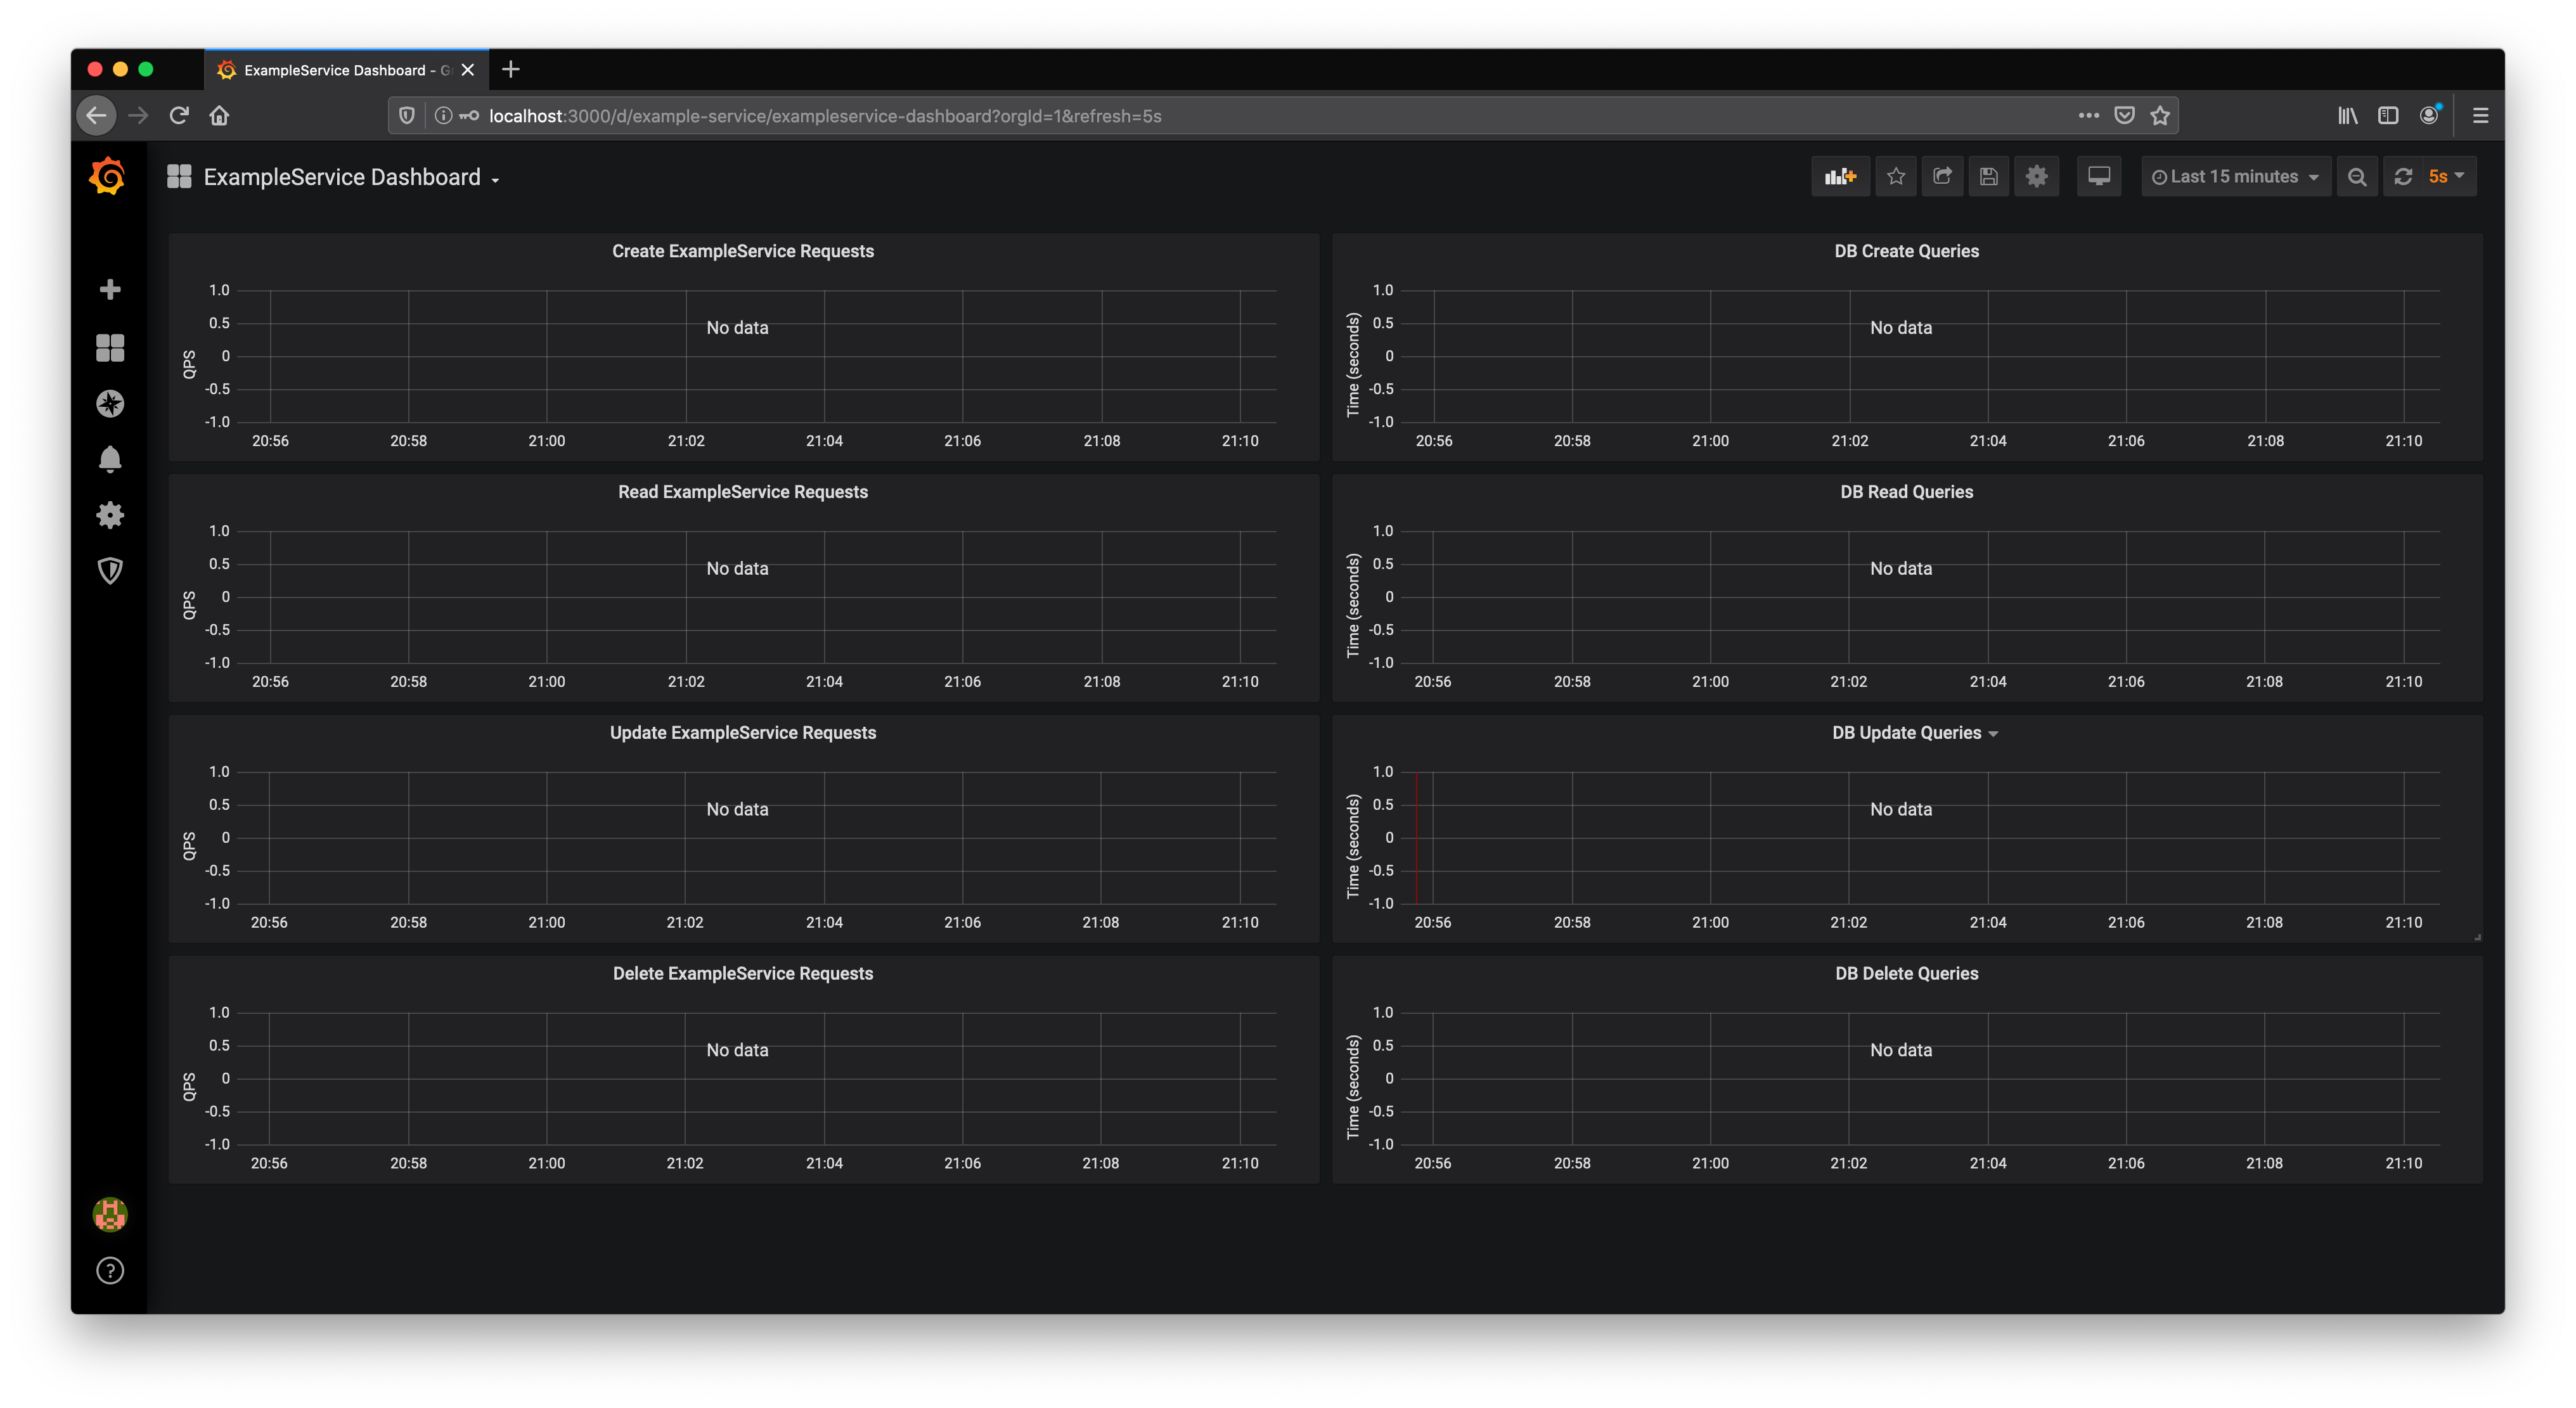 ExampleService Dashboard - G
localhost:3000/d/example-service/exampleservice-dashboard?orgId=1&refresh=5s
ExampleService Dashboard
Last 15 minutes
5s
Create ExampleService Requests
QPS
1.0
0.5
0
-0.5
-1.0
No data
20:56 20:58 21:00 21:02 21:04 21:06 21:08 21:10
DB Create Queries
Time (seconds)
1.0
0.5
0
-0.5
-1.0
No data
20:56 20:58 21:00 21:02 21:04 21:06 21:08 21:10
Read ExampleService Requests
QPS
1.0
0.5
0
-0.5
-1.0
No data
20:56 20:58 21:00 21:02 21:04 21:06 21:08 21:10
DB Read Queries
Time (seconds)
1.0
0.5
0
-0.5
-1.0
No data
20:56 20:58 21:00 21:02 21:04 21:06 21:08 21:10
Update ExampleService Requests
QPS
1.0
0.5
0
-0.5
-1.0
No data
20:56 20:58 21:00 21:02 21:04 21:06 21:08 21:10
DB Update Queries
Time (seconds)
1.0
0.5
0
-0.5
-1.0
No data
20:56 20:58 21:00 21:02 21:04 21:06 21:08 21:10
Delete ExampleService Requests
QPS
1.0
0.5
0
-0.5
-1.0
No data
20:56 20:58 21:00 21:02 21:04 21:06 21:08 21:10
DB Delete Queries
Time (seconds)
1.0
0.5
0
-0.5
-1.0
No data
20:56 20:58 21:00 21:02 21:04 21:06 21:08 21:10